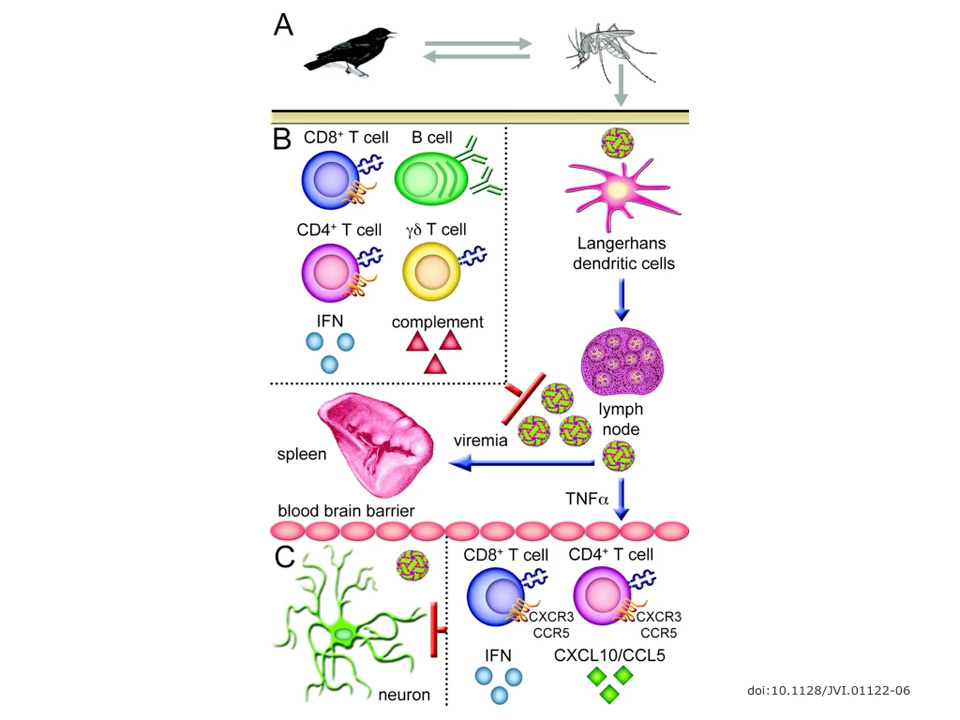 A
B
CD8⁺ T cell
B cell
CD4⁺ T cell
γδ T cell
IFN
complement
Langerhans
dendritic cells
lymph
node
viremia
spleen
TNFα
blood brain barrier
C
neuron
CD8⁺ T cell
CD4⁺ T cell
CXCR3
CCR5
CXCR3
CCR5
IFN
CXCL10/CCL5
doi:10.1128/JVI.01122-06